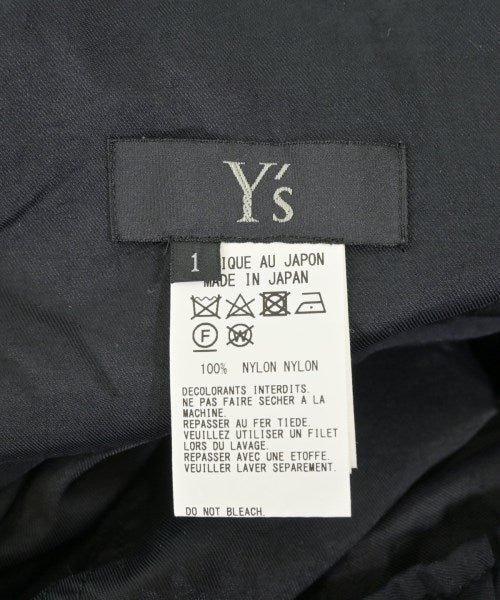 Y's
1
IQUE AU JAPON
MADE IN JAPAN
F W
100% NYLON NYLON
DECOLORANTS INTERDITS.
NE PAS FAIRE SECHER A LA
MACHINE.
REPASSER AU FER TIEDE.
VEUILLEZ UTILISER UN FILET
LORS DU LAVAGE.
REPASSER AVEC UNE ETOFFE.
VEUILLER LAVER SEPAREMENT.
DO NOT BLEACH.